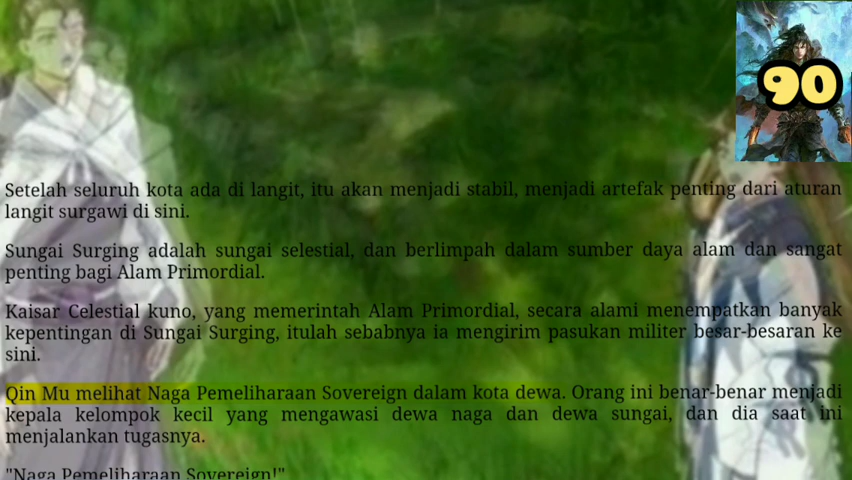 90
Setelah seluruh kota ada di langit, itu akan menjadi stabil, menjadi artefak penting dari aturan
langit surgawi di sini.
Sungai Surging adalah sungai selestial, dan berlimpah dalam sumber daya alam dan sangat
penting bagi Alam Primordial.
Kaisar Celestial kuno, yang memerintah Alam Primordial, secara alami menempatkan banyak
kepentingan di Sungai Surging, itulah sebabnya ia mengirim pasukan militer besar-besaran ke
sini.
Qin Mu melihat Naga Pemeliharaan Sovereign dalam kota dewa. Orang ini benar-benar menjadi
kepala kelompok kecil yang mengawasi dewa naga dan dewa sungai, dan dia saat ini
menjalankan tugasnya.
"Naga Pemeliharaan Sovereign!"